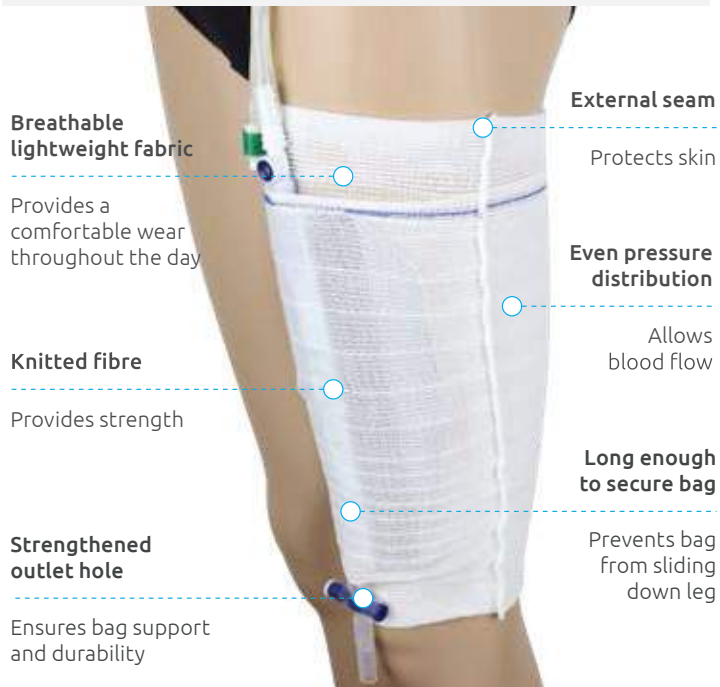 Breathable
lightweight fabric
Provides a
comfortable wear
throughout the day
Knitted fibre
Provides strength
Strengthened
outlet hole
Ensures bag support
and durability
External seam
Protects skin
Even pressure
distribution
Allows
blood flow
Long enough
to secure bag
Prevents bag
from sliding
down leg